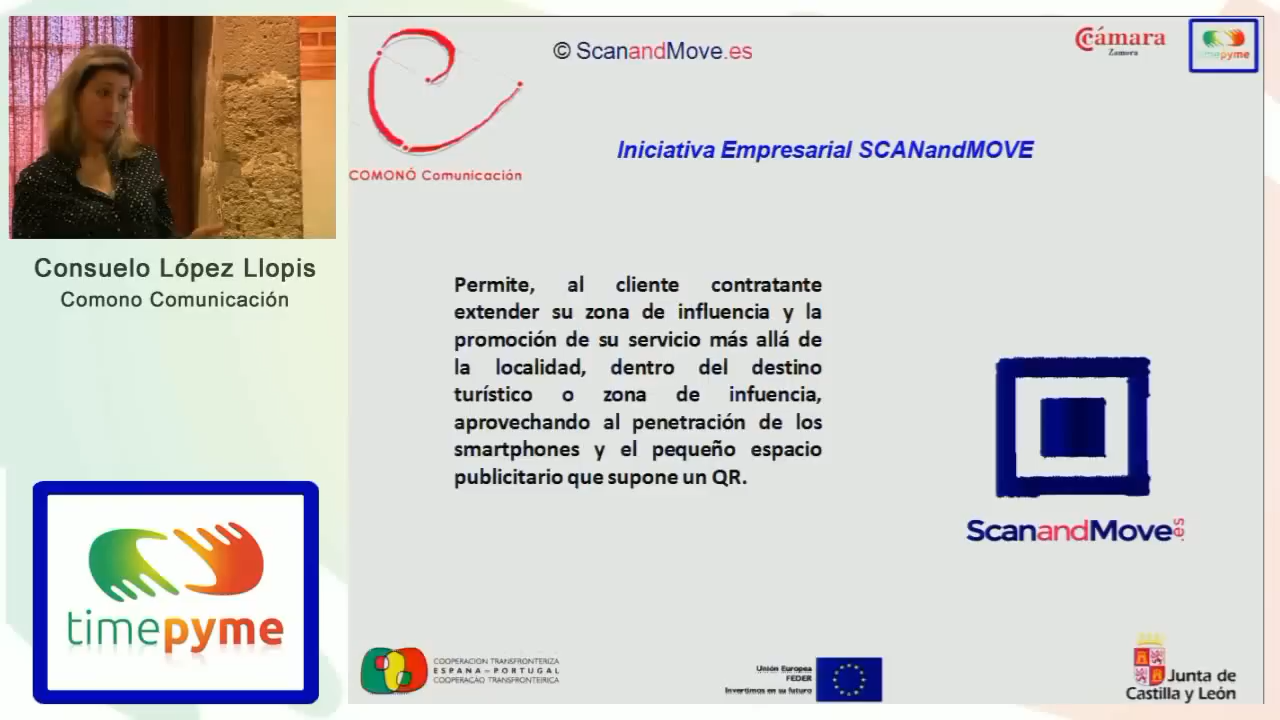 © ScanandMove.es
Cámara
Zamora
timepyme
Iniciativa Empresarial SCANandMOVE
COMONÓ Comunicación
Consuelo López Llopis
Comono Comunicación
Permite, al cliente contratante
extender su zona de influencia y la
promoción de su servicio más allá de
la localidad, dentro del destino
turístico o zona de infuencia,
aprovechando al penetración de los
smartphones y el pequeño espacio
publicitario que supone un QR.
ScanandMove.es
timepyme
COOPERACION TRANSFRONTERIZA
ESPAÑA – PORTUGAL
COOPERAÇÃO TRANSFRONTEIRIÇA
Unión Europea
FEDER
Invertimos en su futuro
Junta de
Castilla y León